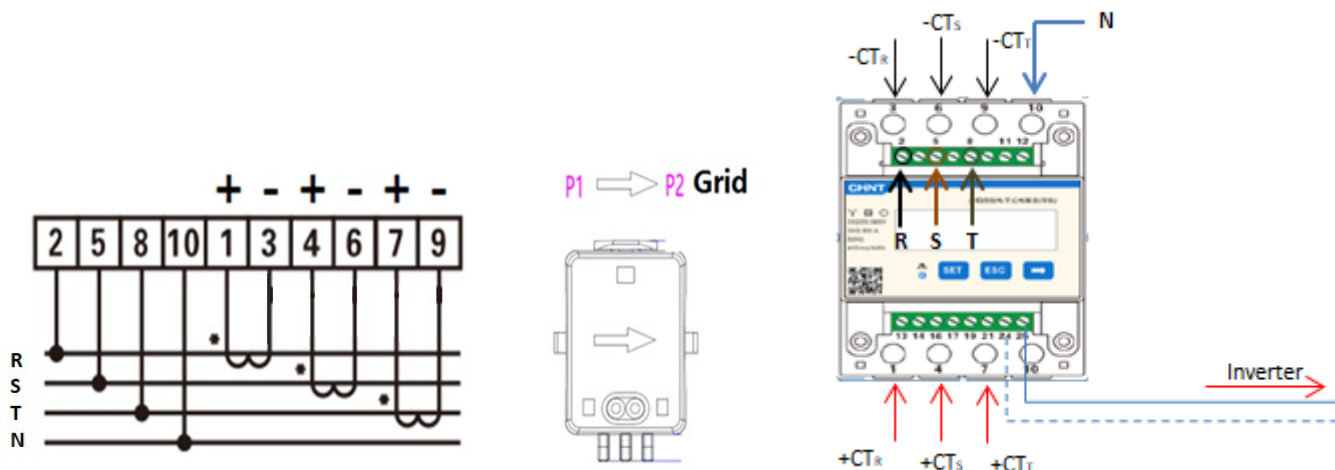 + - + - + -
2 5 8 10 1 3 4 6 7 9
* * *
R
S
T
N
P1 P2 Grid
-CTR
-CTS
-CTT
N
3 6 9 10
2 5 8 11 12
CHNT
R S T
SET ESC
13 14 16 17 19 21 24 25
1 4 7 10
+CTR
+CTS
+CTT
Inverter